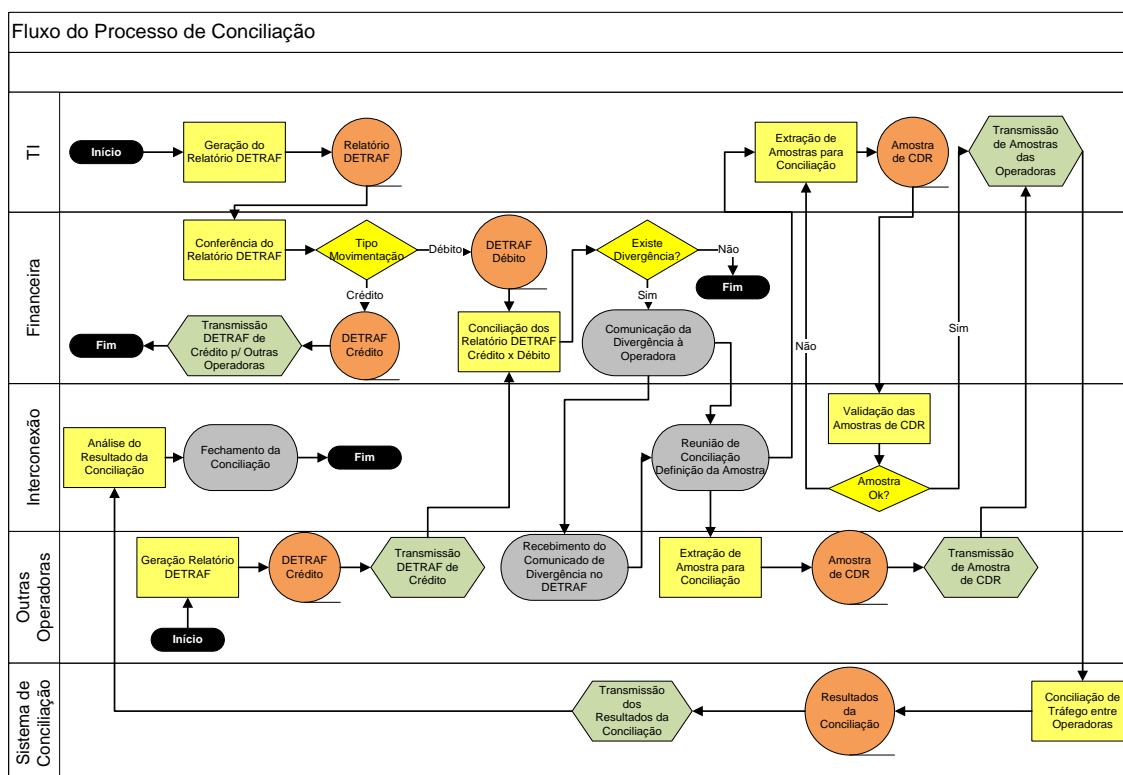 Fluxo do Processo de Conciliação
TI
Início
Geração do
Relatório DETRAF
Relatório
DETRAF
Extração de
Amostras para
Conciliação
Amostra
de CDR
Transmissão
de Amostras
das
Operadoras
Financeira
Conferência do
Relatório DETRAF
Tipo
Movimentação
Débito
Crédito
DETRAF
Débito
Existe
Divergência?
Não
Fim
Sim
Fim
Transmissão
DETRAF de
Crédito p/ Outras
Operadoras
DETRAF
Crédito
Conciliação dos
Relatório DETRAF
Crédito x Débito
Comunicação da
Divergência à
Operadora
Não
Sim
Interconexão
Análise do
Resultado da
Conciliação
Fechamento da
Conciliação
Fim
Reunião de
Conciliação
Definição da Amostra
Validação das
Amostras de CDR
Amostra
Ok?
Outras
Operadoras
Geração Relatório
DETRAF
DETRAF
Crédito
Transmissão
DETRAF de
Crédito
Recebimento do
Comunicado de
Divergência no
DETRAF
Extração de
Amostra para
Conciliação
Amostra
de CDR
Transmissão
de Amostra
de CDR
Início
Sistema de
Conciliação
Transmissão
dos
Resultados da
Conciliação
Resultados
da
Conciliação
Conciliação de
Tráfego entre
Operadoras